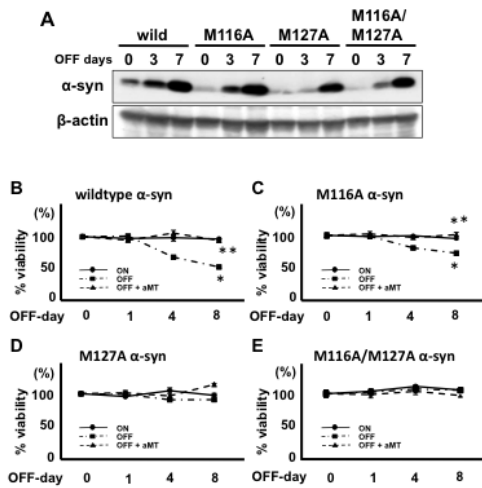 A
wild M116A M127A M116A/
M127A
OFF days 0 3 7 0 3 7 0 3 7 0 3 7
α-syn
β-actin
B wildtype α-syn
(%)
100
50
0
% viability
**
*
ON
OFF
OFF + aMT
OFF-day 0 1 4 8
C M116A α-syn
(%)
100
50
0
% viability
**
*
ON
OFF
OFF + aMT
0 1 4 8
D M127A α-syn
(%)
100
50
0
% viability
ON
OFF
OFF + aMT
OFF-day 0 1 4 8
E M116A/M127A α-syn
(%)
100
50
0
% viability
ON
OFF
OFF + aMT
0 1 4 8